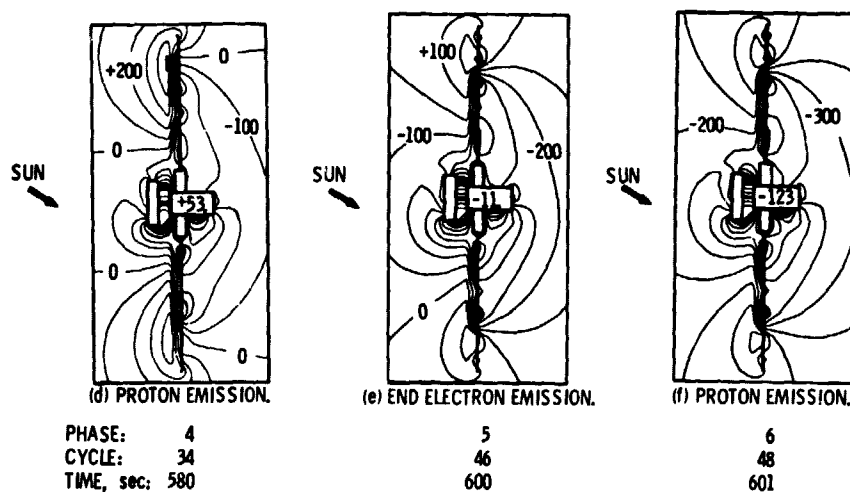 +200
0
-100
0
SUN
+53
0
0
(d) PROTON EMISSION.
+100
-100
-200
SUN
-11
0
(e) END ELECTRON EMISSION.
-200
-300
SUN
-123
(f) PROTON EMISSION.
PHASE: 4 5 6
CYCLE: 34 46 48
TIME, sec: 580 600 601